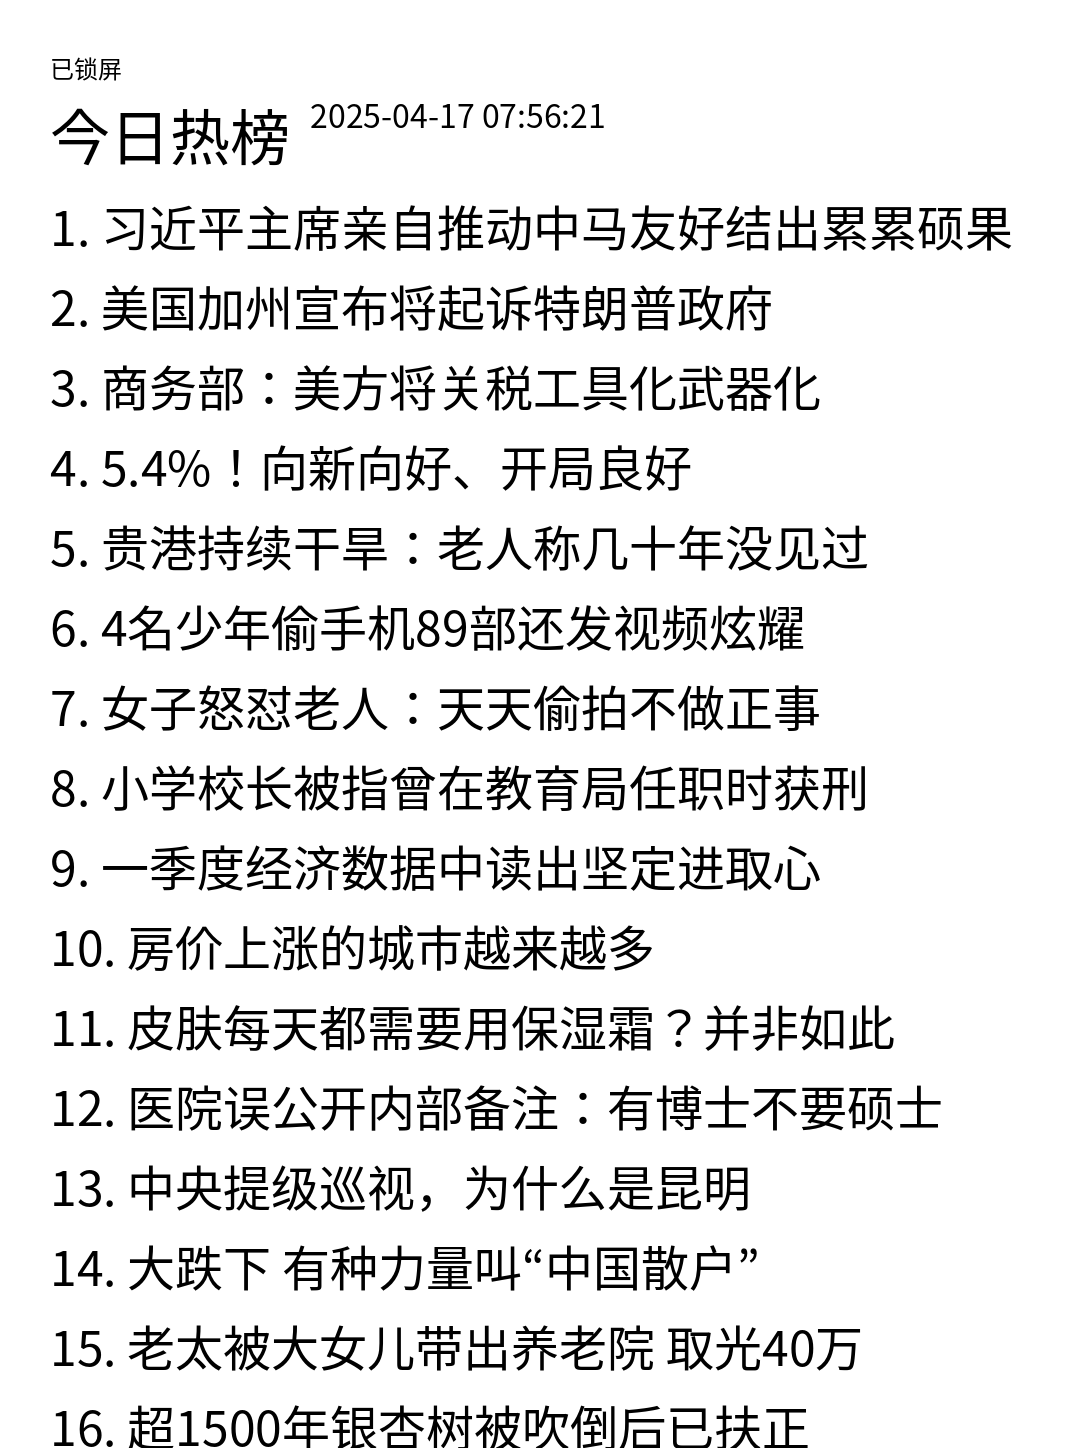 已锁屏
今日热榜 2025-04-17 07:56:21
1. 习近平主席亲自推动中马友好结出累累硕果
2. 美国加州宣布将起诉特朗普政府
3. 商务部：美方将关税工具化武器化
4. 5.4%！向新向好、开局良好
5. 贵港持续干旱：老人称几十年没见过
6. 4名少年偷手机89部还发视频炫耀
7. 女子怒怼老人：天天偷拍不做正事
8. 小学校长被指曾在教育局任职时获刑
9. 一季度经济数据中读出坚定进取心
10. 房价上涨的城市越来越多
11. 皮肤每天都需要用保湿霜？并非如此
12. 医院误公开内部备注：有博士不要硕士
13. 中央提级巡视，为什么是昆明
14. 大跌下 有种力量叫“中国散户”
15. 老太被大女儿带出养老院 取光40万
16. 超1500年银杏树被吹倒后已扶正